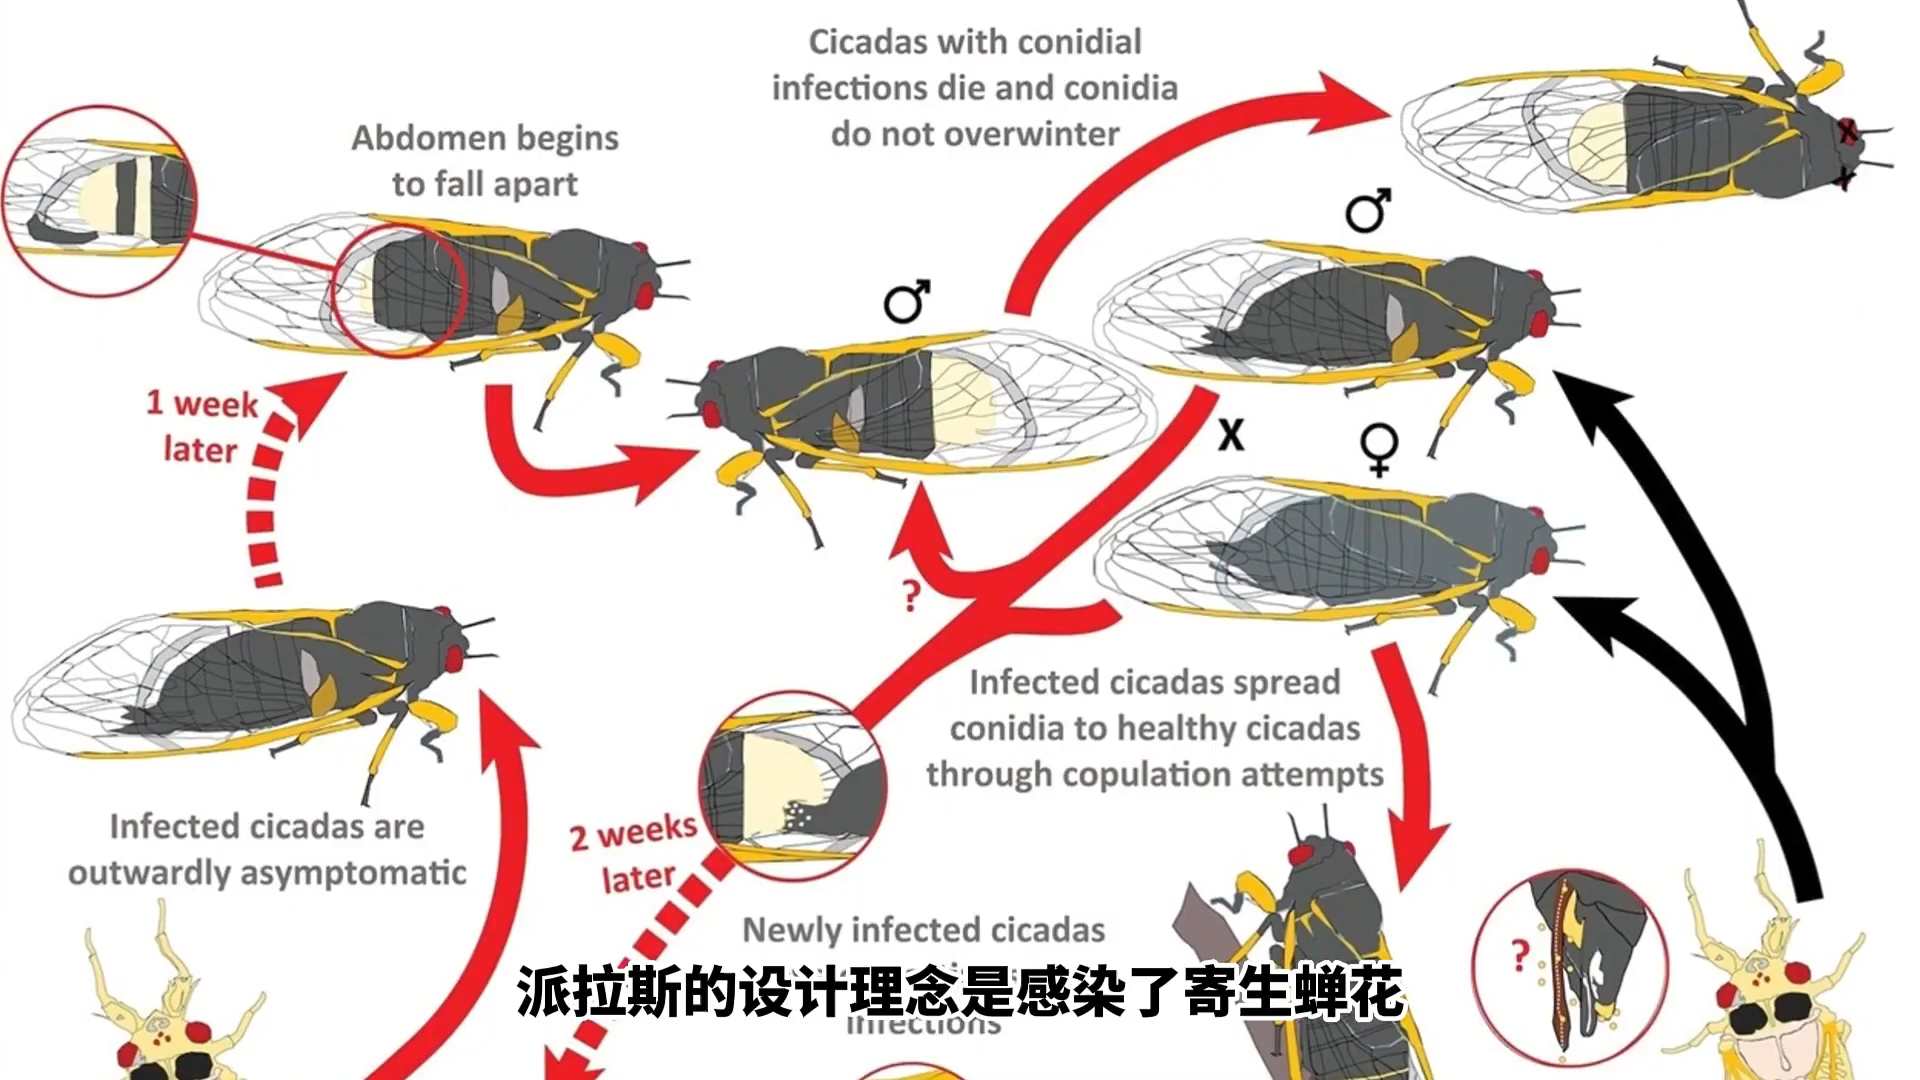 Cicadas with conidial
infections die and conidia
do not overwinter
Abdomen begins
to fall apart
1 week
later
X
?
Infected cicadas spread
conidia to healthy cicadas
through copulation attempts
Infected cicadas are
outwardly asymptomatic
2 weeks
later
Newly infected cicadas
?
派拉斯的设计理念是感染了寄生蝉花
infections